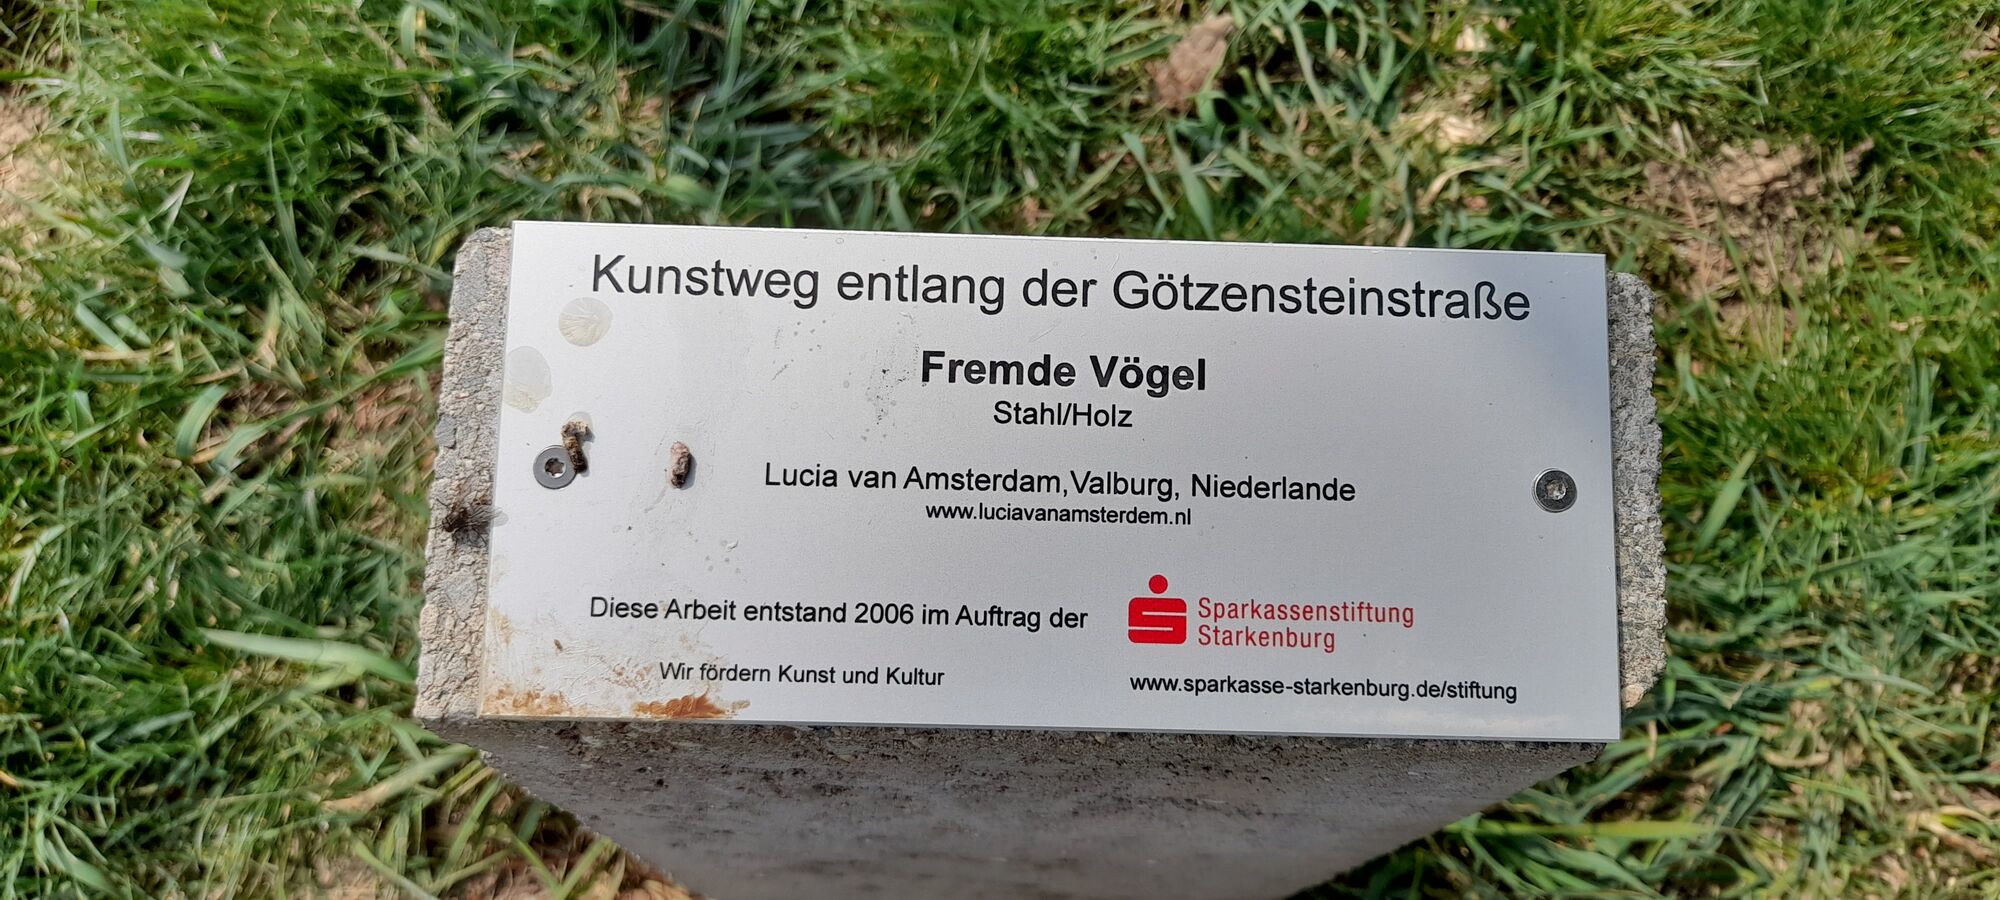 Kunstweg entlang der Götzensteinstraße
Fremde Vögel
Stahl/Holz
Lucia van Amsterdam,Valburg, Niederlande
www.luciavanamsterdem.nl
Diese Arbeit entstand 2006 im Auftrag der
Sparkassenstiftung
Starkenburg
Wir fördern Kunst und Kultur
www.sparkasse-starkenburg.de/stiftung